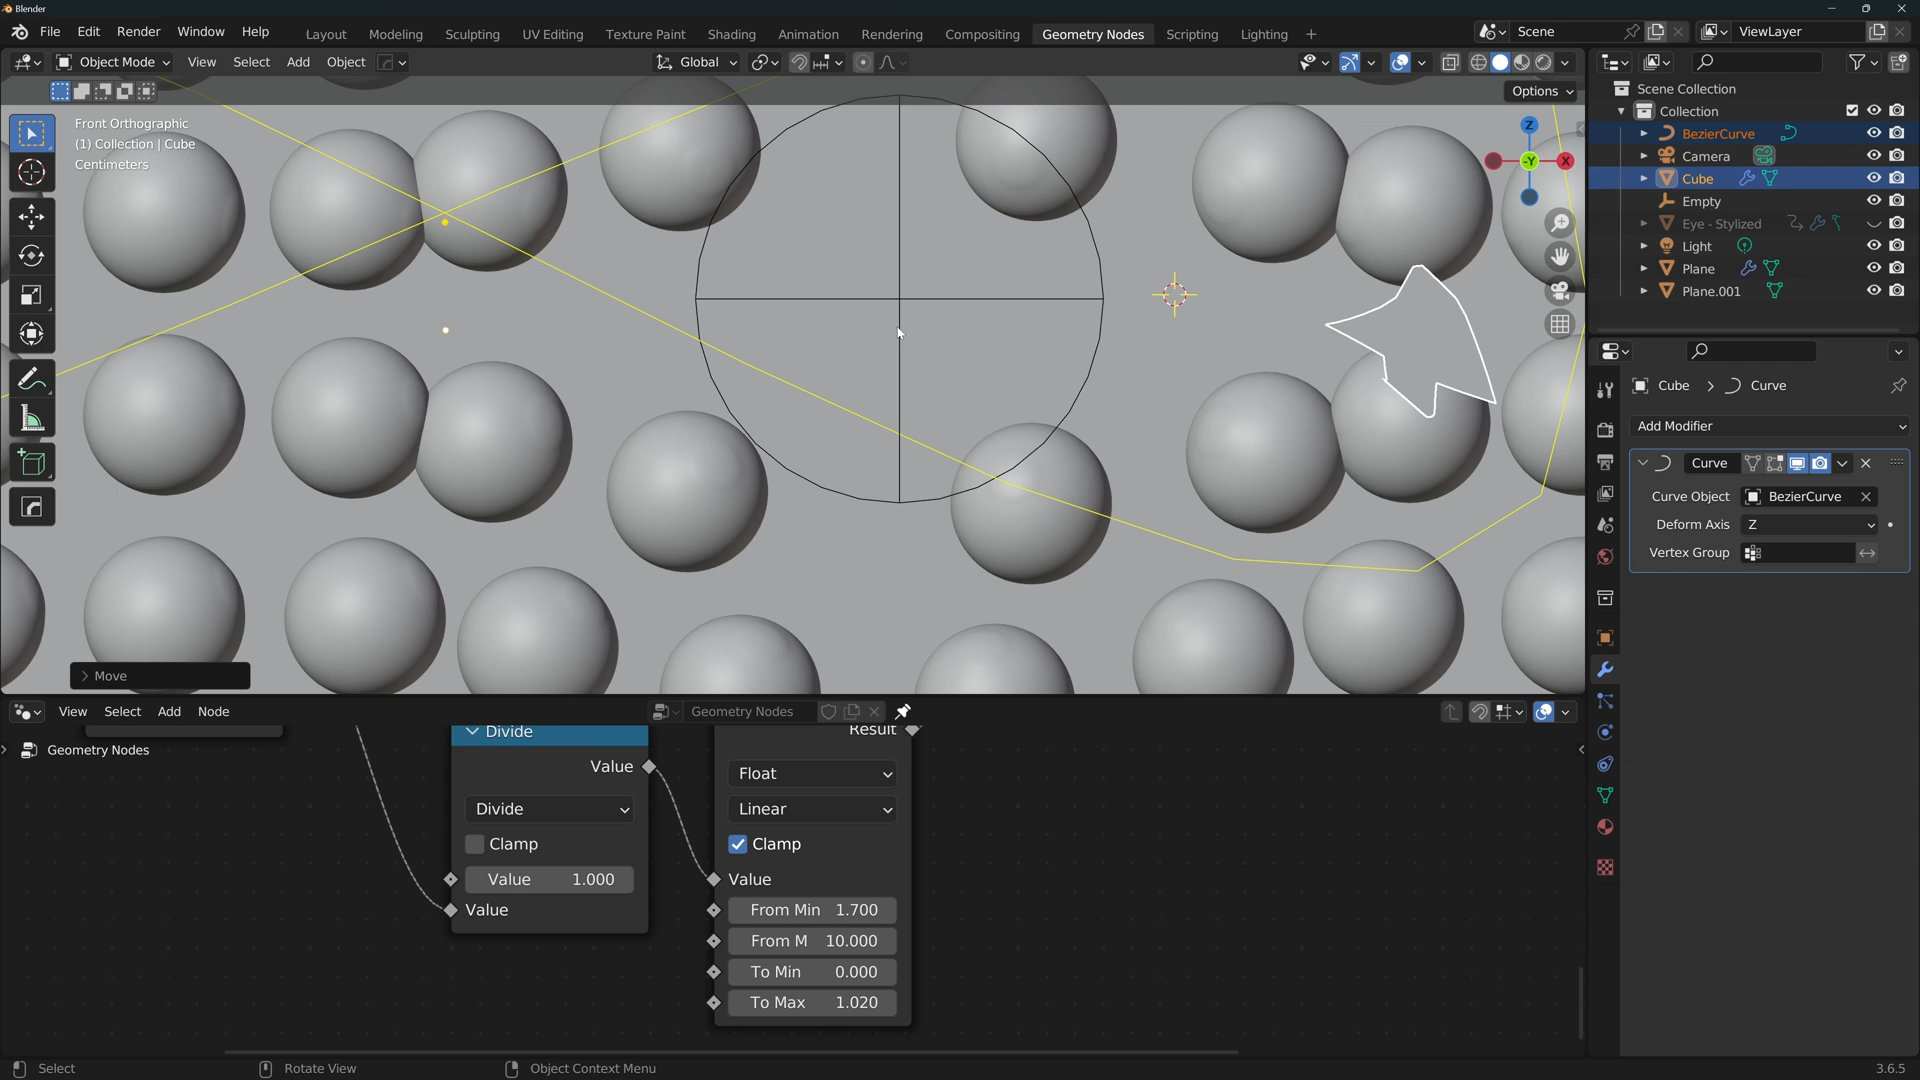 Blender
File Edit Render Window Help
Layout Modeling Sculpting UV Editing Texture Paint Shading Animation Rendering Compositing Geometry Nodes Scripting Lighting +
Scene
ViewLayer
Object Mode View Select Add Object
Global
Options
Front Orthographic
(1) Collection | Cube
Centimeters
Z
-Y
X
Move
Scene Collection
Collection
BezierCurve
Camera
Cube
Empty
Eye - Stylized
Light
Plane
Plane.001
Cube > Curve
Add Modifier
Curve
Curve Object BezierCurve
Deform Axis Z
Vertex Group
View Select Add Node
Geometry Nodes
Geometry Nodes
Divide
Value
Divide
Clamp
Value 1.000
Value
Result
Float
Linear
Clamp
Value
From Min 1.700
From M 10.000
To Min 0.000
To Max 1.020
Select
Rotate View
Object Context Menu
3.6.5